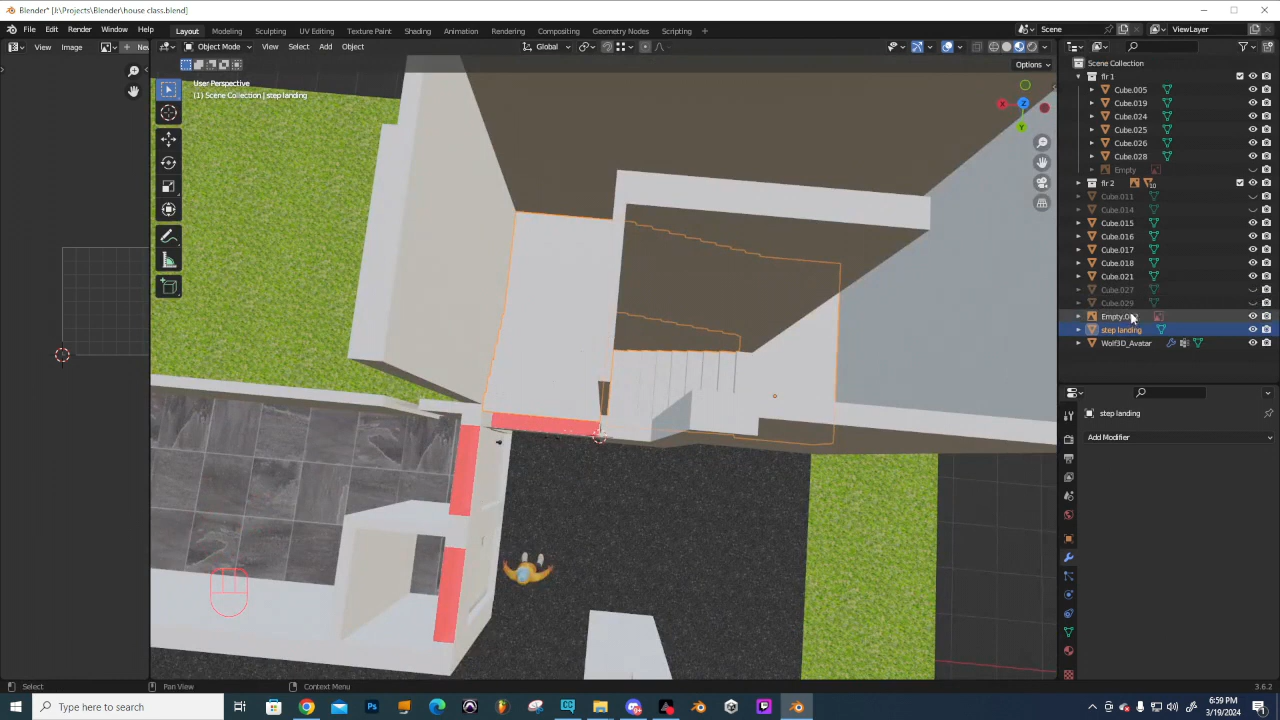 Blender* [J:\Projects\Blender\house class.blend]
File Edit Render Window Help Layout Modeling Sculpting UV Editing Texture Paint Shading Animation Rendering Compositing Geometry Nodes Scripting + Scene ViewLayer
View Image Object Mode View Select Add Object Global
Options
User Perspective
(1) Scene Collection | step landing
X
Z
Y
Scene Collection
flr 1
Cube.005
Cube.019
Cube.024
Cube.025
Cube.026
Cube.028
Empty
flr 2 10
Cube.011
Cube.014
Cube.015
Cube.016
Cube.017
Cube.018
Cube.021
Cube.027
Cube.029
step landing
Wolf3D_Avatar
step landing
Add Modifier
Select Pan View Context Menu 3.6.2
Type here to search
Ps
CC
6:59 PM
3/19/2024